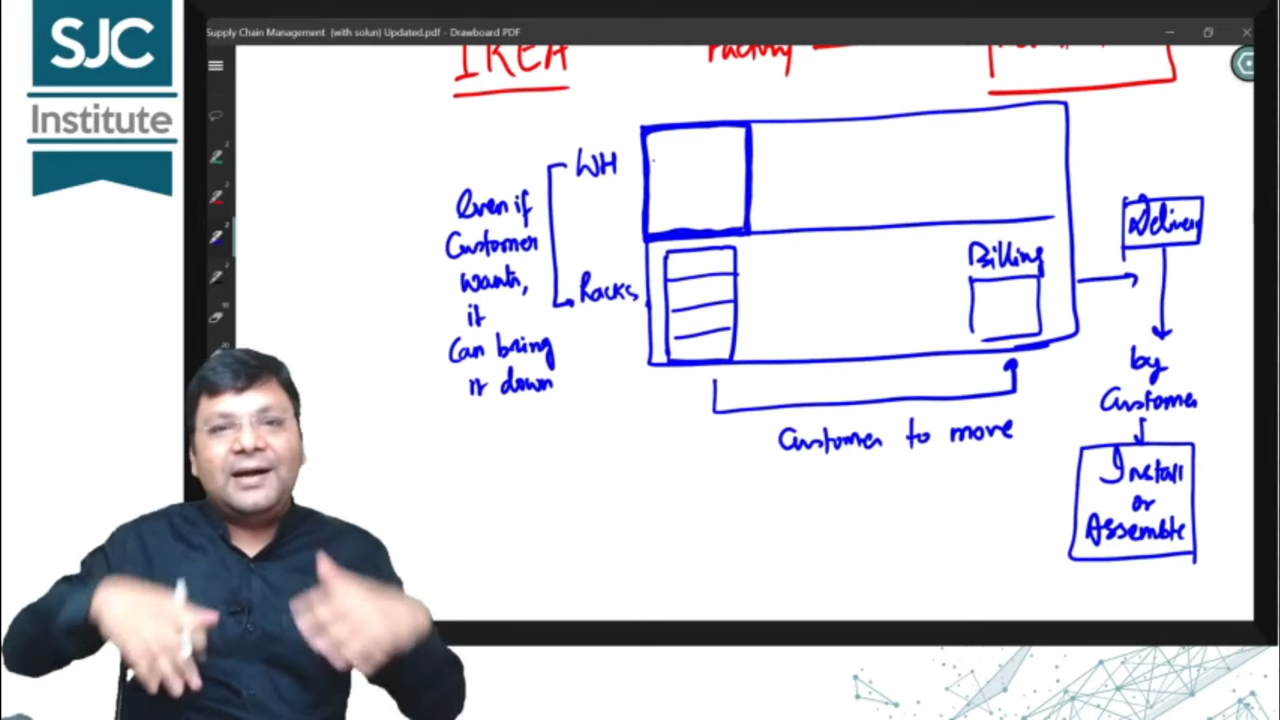 SJC
Institute
Supply Chain Management (with solun) Updated.pdf - Drawboard PDF
IKEA
Factory
WH
Even if
Customer
wants,
it
Can bring
it down
Racks
Billing
Customer to move
Delivery
by
Customer
Install
or
Assemble